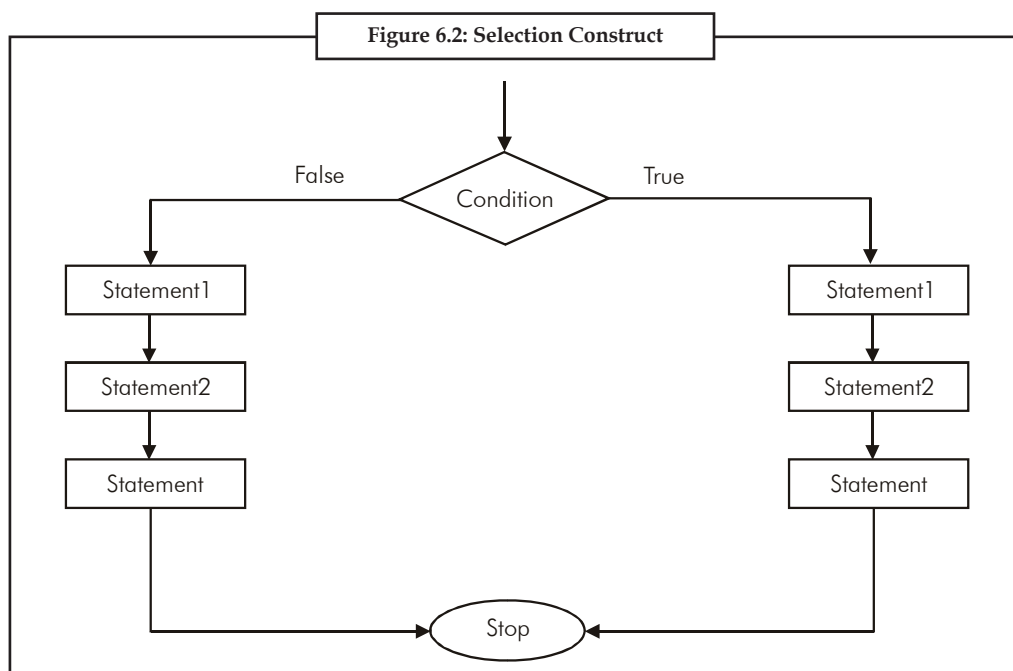 Figure 6.2: Selection Construct
False
True
Condition
Statement1
Statement1
Statement2
Statement2
Statement
Statement
Stop